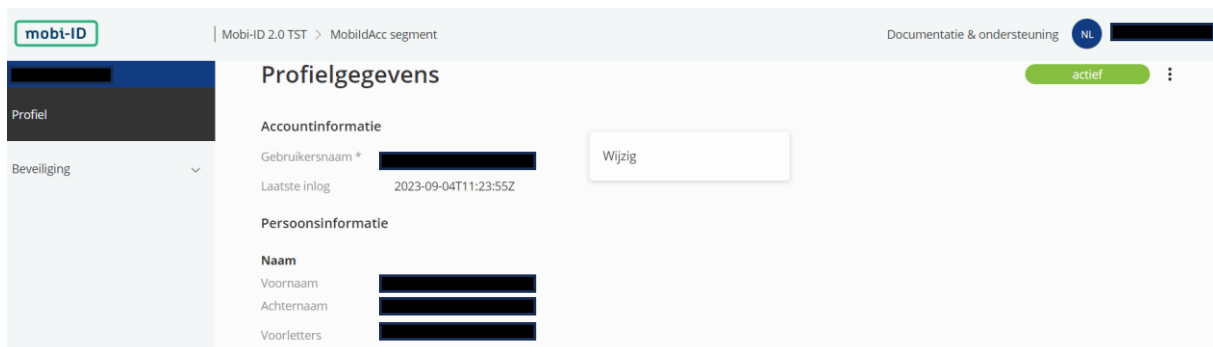 mobi-ID
Mobi-ID 2.0 TST > MobildAcc segment
Documentatie & ondersteuning
NL
Profielgegevens
actief
Profiel
Beveiliging
Accountinformatie
Gebruikersnaam *
Wijzig
Laatste inlog 2023-09-04T11:23:55Z
Persoonsinformatie
Naam
Voornaam
Achternaam
Voorletters